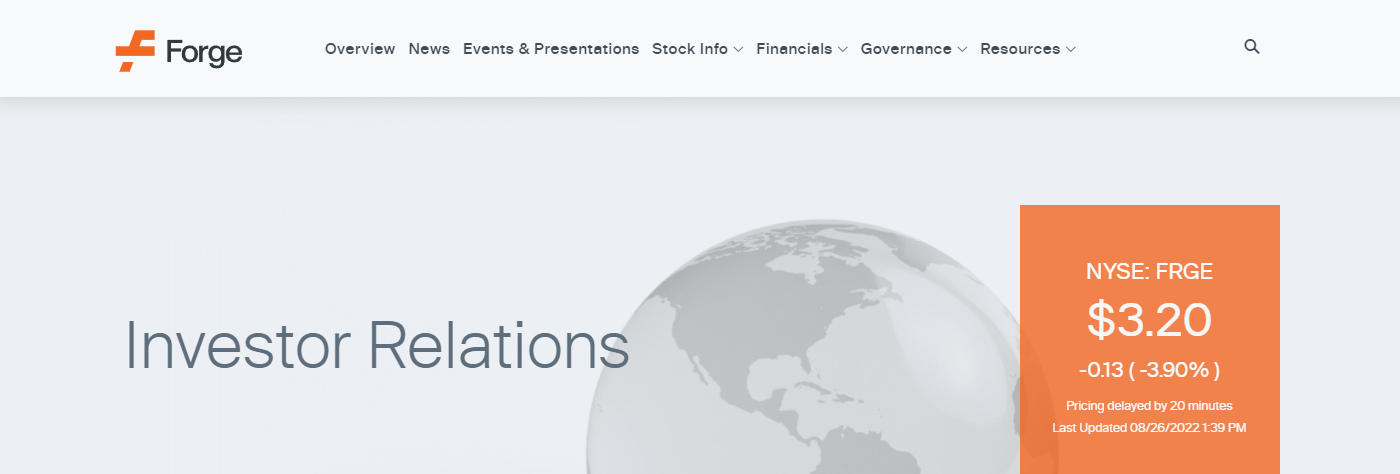 Forge
Overview News Events & Presentations Stock Info Financials Governance Resources
Investor Relations
NYSE: FRGE
$3.20
-0.13 ( -3.90% )
Pricing delayed by 20 minutes
Last Updated 08/26/2022 1:39 PM